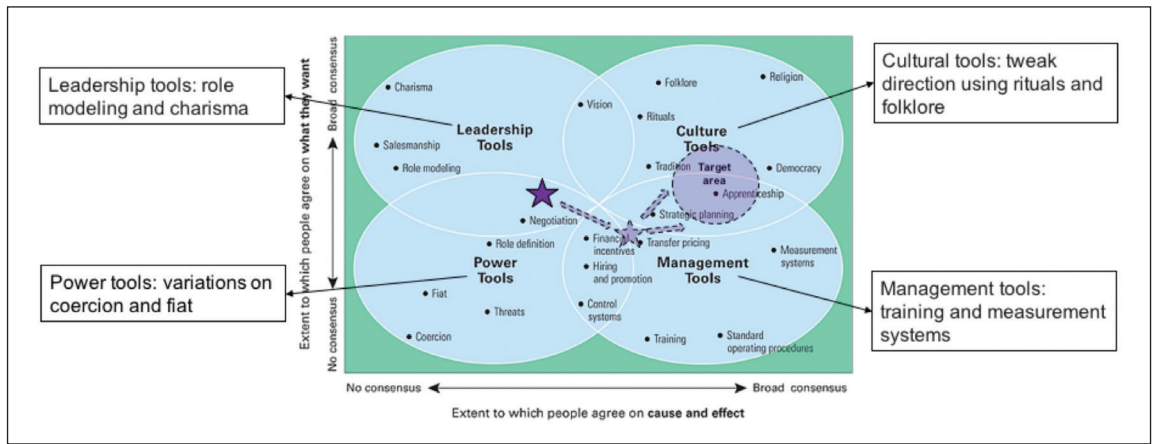 Leadership tools: role
modeling and charisma
Cultural tools: tweak
direction using rituals and
folklore
Power tools: variations on
coercion and fiat
Management tools:
training and measurement
systems
Extent to which people agree on what they want
No consensus
Broad consensus
Charisma
Salesmanship
Role modeling
Leadership
Tools
Vision
Folklore
Religion
Rituals
Culture
Tools
Tradition
Target
area
Democracy
Apprenticeship
Strategic planning
Negotiation
Role definition
Power
Tools
Fiat
Threats
Coercion
Financial
incentives
Transfer pricing
Hiring
and promotion
Management
Tools
Measurement
systems
Control
systems
Training
Standard
operating procedures
No consensus
Broad consensus
Extent to which people agree on cause and effect